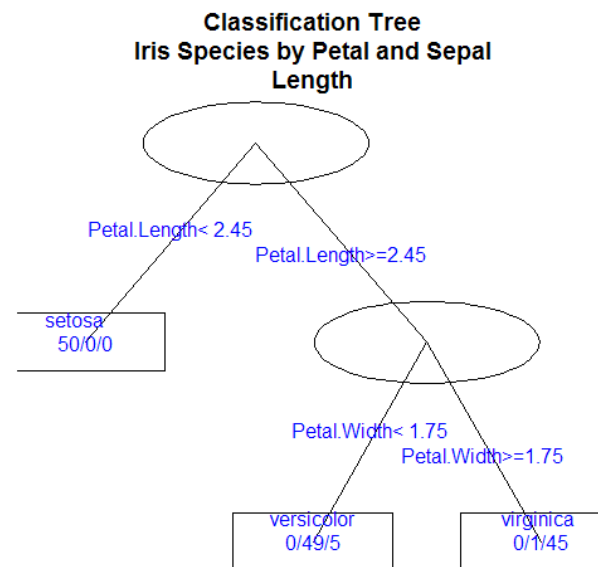 Classification Tree
Iris Species by Petal and Sepal
Length
Petal.Length< 2.45
Petal.Length>=2.45
setosa
50/0/0
Petal.Width< 1.75
Petal.Width>=1.75
versicolor
0/49/5
virginica
0/1/45